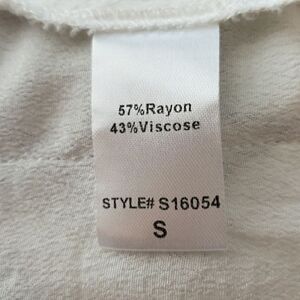 57%Rayon
43%Viscose
STYLE# S16054
S